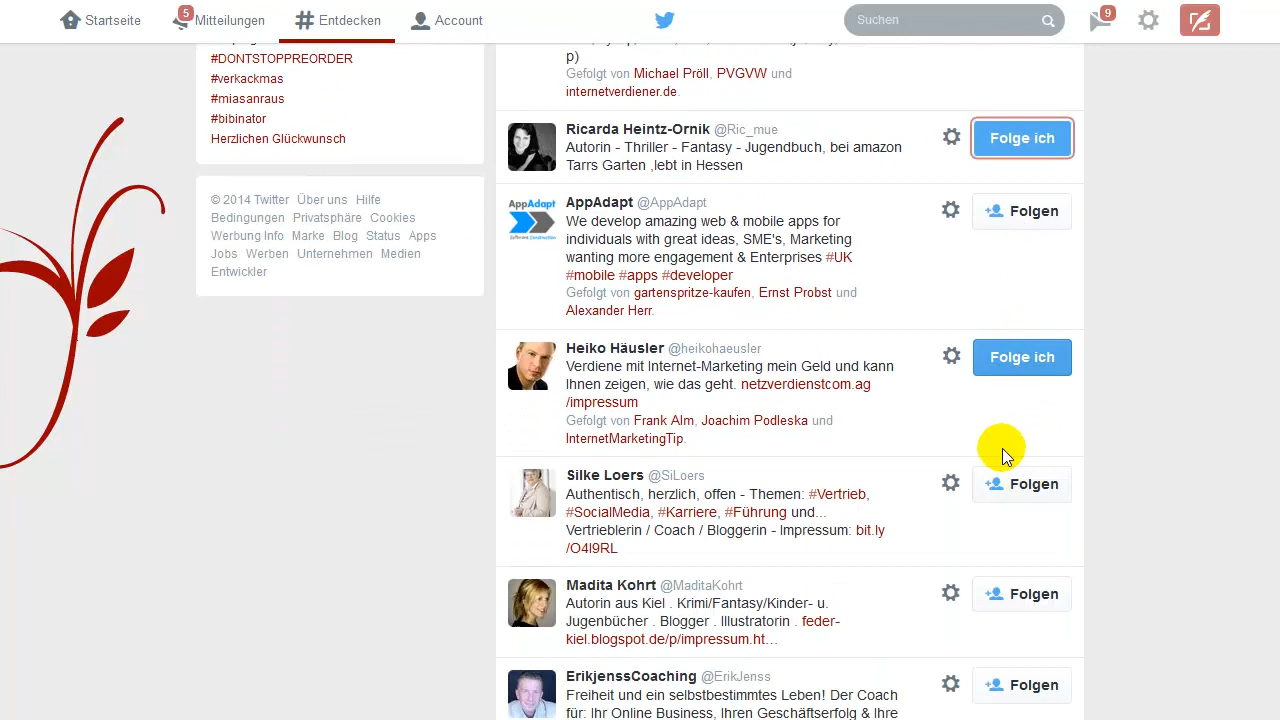 Startseite
5
Mitteilungen
Entdecken
Account
Suchen
9
#DONTSTOPPREORDER
#verkackmas
#miasanraus
#bibinator
Herzlichen Glückwunsch
© 2014 Twitter Über uns Hilfe
Bedingungen Privatsphäre Cookies
Werbung Info Marke Blog Status Apps
Jobs Werben Unternehmen Medien
Entwickler
p)
Gefolgt von Michael Pröll, PVGVW und
internetverdiener.de.
Ricarda Heintz-Ornik @Ric_mue
Autorin - Thriller - Fantasy - Jugendbuch, bei amazon
Tarrs Garten ,lebt in Hessen
Folge ich
AppAdapt @AppAdapt
We develop amazing web & mobile apps for
individuals with great ideas, SME's, Marketing
wanting more engagement & Enterprises #UK
#mobile #apps #developer
Gefolgt von gartenspritze-kaufen, Ernst Probst und
Alexander Herr.
Folgen
AppAdapt
Heiko Häusler @heikohaeusler
Verdiene mit Internet-Marketing mein Geld und kann
Ihnen zeigen, wie das geht. netzverdienstcom.ag
/impressum
Gefolgt von Frank Alm, Joachim Podleska und
InternetMarketingTip.
Folge ich
Silke Loers @SiLoers
Authentisch, herzlich, offen - Themen: #Vertrieb,
#SocialMedia, #Karriere, #Führung und...
Vertrieblerin / Coach / Bloggerin - Impressum: bit.ly
/O4I9RL
Folgen
Madita Kohrt @MaditaKohrt
Autorin aus Kiel . Krimi/Fantasy/Kinder- u.
Jugenbücher . Blogger . Illustratorin . feder-
kiel.blogspot.de/p/impressum.ht…
Folgen
ErikjenssCoaching @ErikJenss
Freiheit und ein selbstbestimmtes Leben! Der Coach
für: Ihr Online Business, Ihren Geschäftserfolg & Ihre
Folgen